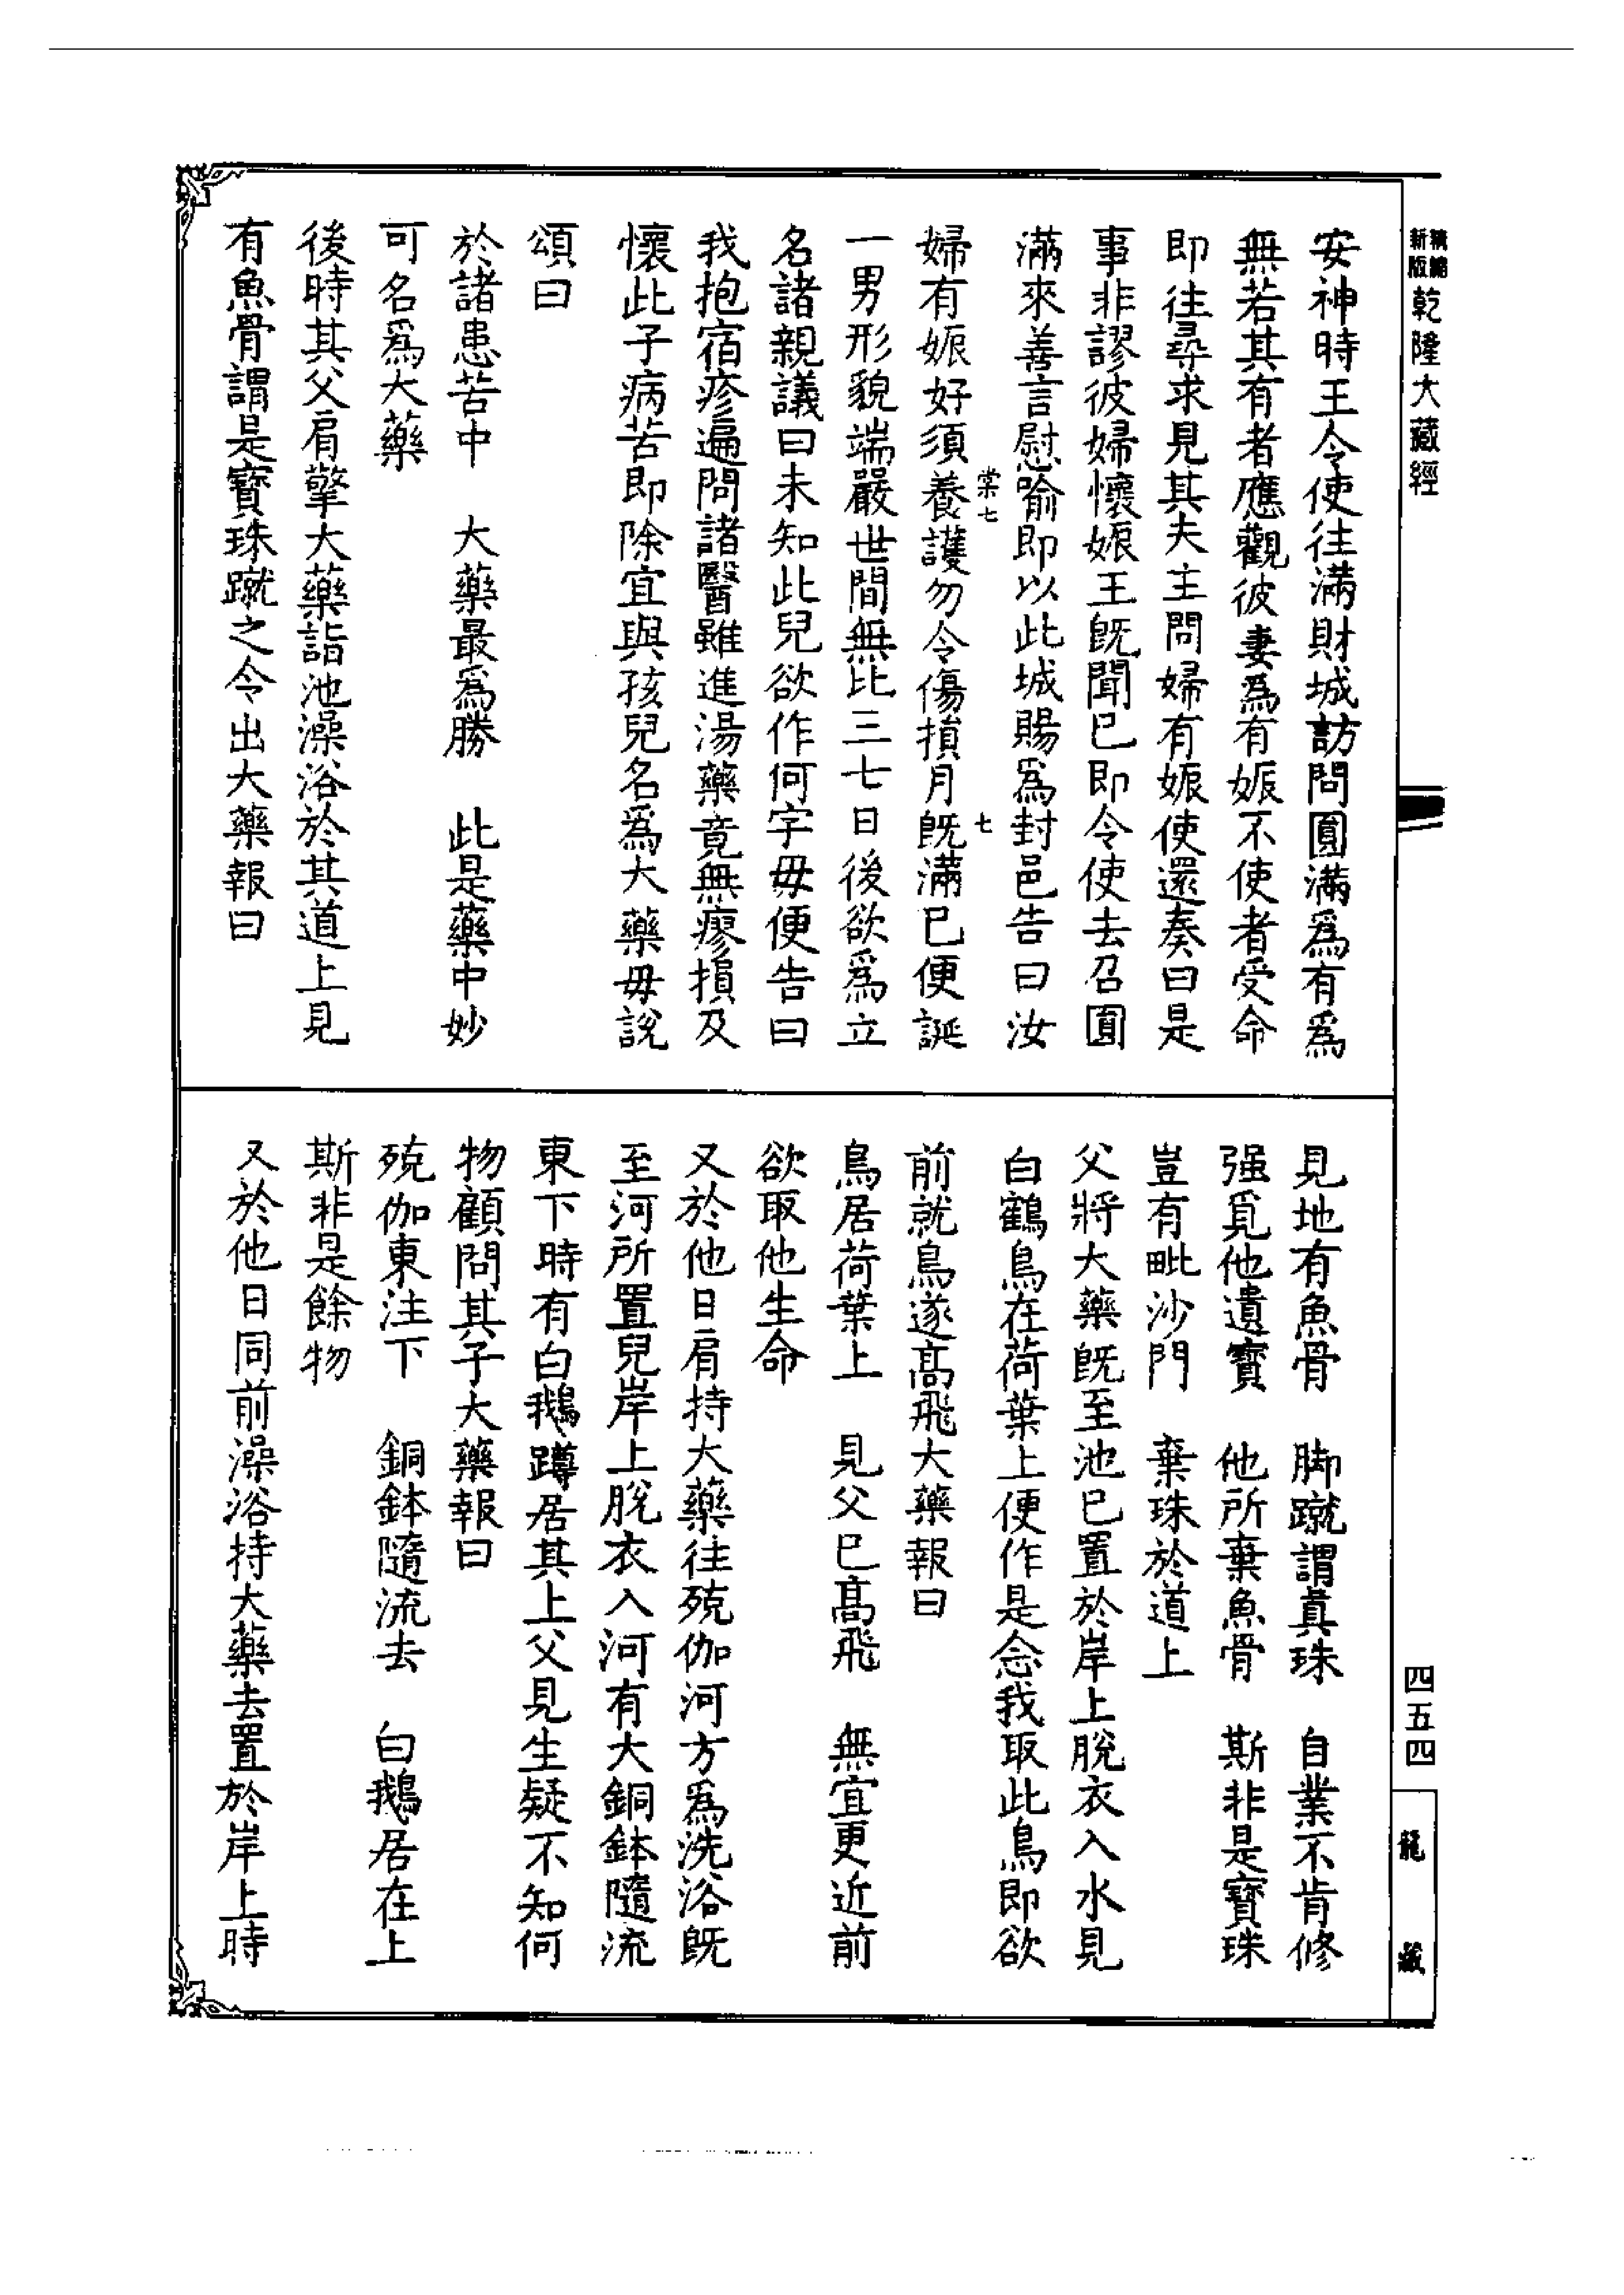 新版 精縮 乾隆大藏經
安神時王令使往滿財城訪問圓滿爲有爲
無若其有者應觀彼妻爲有娠不使者受命
即往尋求見其夫主問婦有娠使還奏曰是
事非謬彼婦懷娠王旣聞已即令使去召圓
滿來善言慰喻即以此城賜爲封邑告曰汝
棠七 七
婦有娠好須養護勿令傷損月旣滿已便誕
一男形貌端嚴世間無比三七日後欲爲立
名諸親議曰未知此兒欲作何字毋便告曰
我抱宿疹遍問諸醫雖進湯藥竟無瘳損及
懷此子病苦即除宜與孩兒名爲大藥毋說
頌曰
於諸患苦中　大藥最爲勝　此是藥中妙
可名爲大藥
後時其父肩擎大藥詣池澡浴於其道上見
有魚骨謂是寶珠蹴之令出大藥報曰
見地有魚骨　脚蹴謂真珠　自業不肯修
强覓他遺寶　他所棄魚骨　斯非是寶珠
豈有毗沙門　棄珠於道上
父將大藥旣至池已置於岸上脫衣入水見
白鶴鳥在荷葉上便作是念我取此鳥即欲
前就鳥遂高飛大藥報曰
鳥居荷葉上　見父已高飛　無宜更近前
欲取他生命
又於他日肩持大藥往殑伽河方爲洗浴旣
至河所置兒岸上脫衣入河有大銅鉢隨流
東下時有白鵝蹲居其上父見生疑不知何
物顧問其子大藥報曰
殑伽東注下　銅鉢隨流去　白鵝居在上
斯非是餘物
又於他日同前澡浴持大藥去置於岸上時
四五四
龍藏